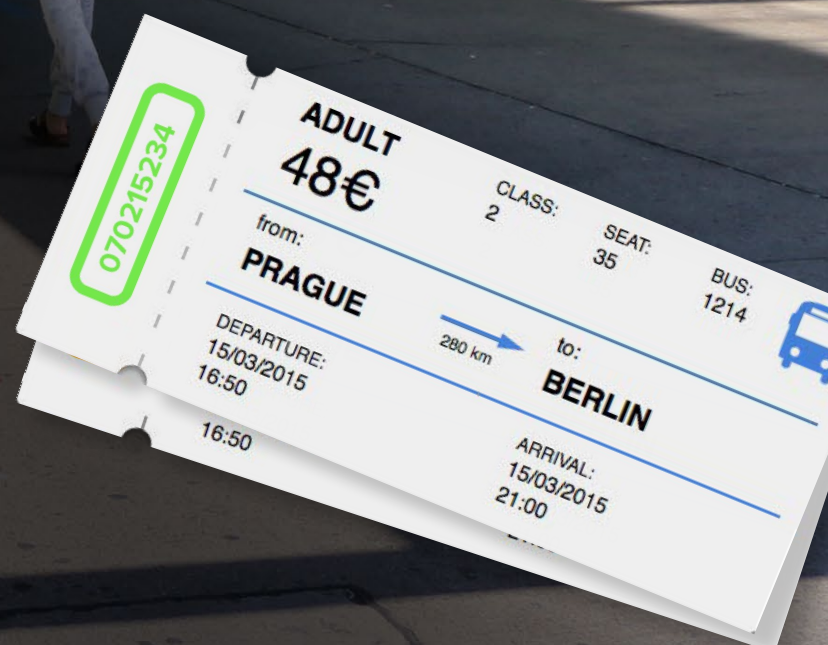 070215234
ADULT
48€
CLASS:
2
SEAT:
35
BUS:
1214
from:
PRAGUE
280 km
to:
BERLIN
DEPARTURE:
15/03/2015
16:50
ARRIVAL:
15/03/2015
21:00
16:50